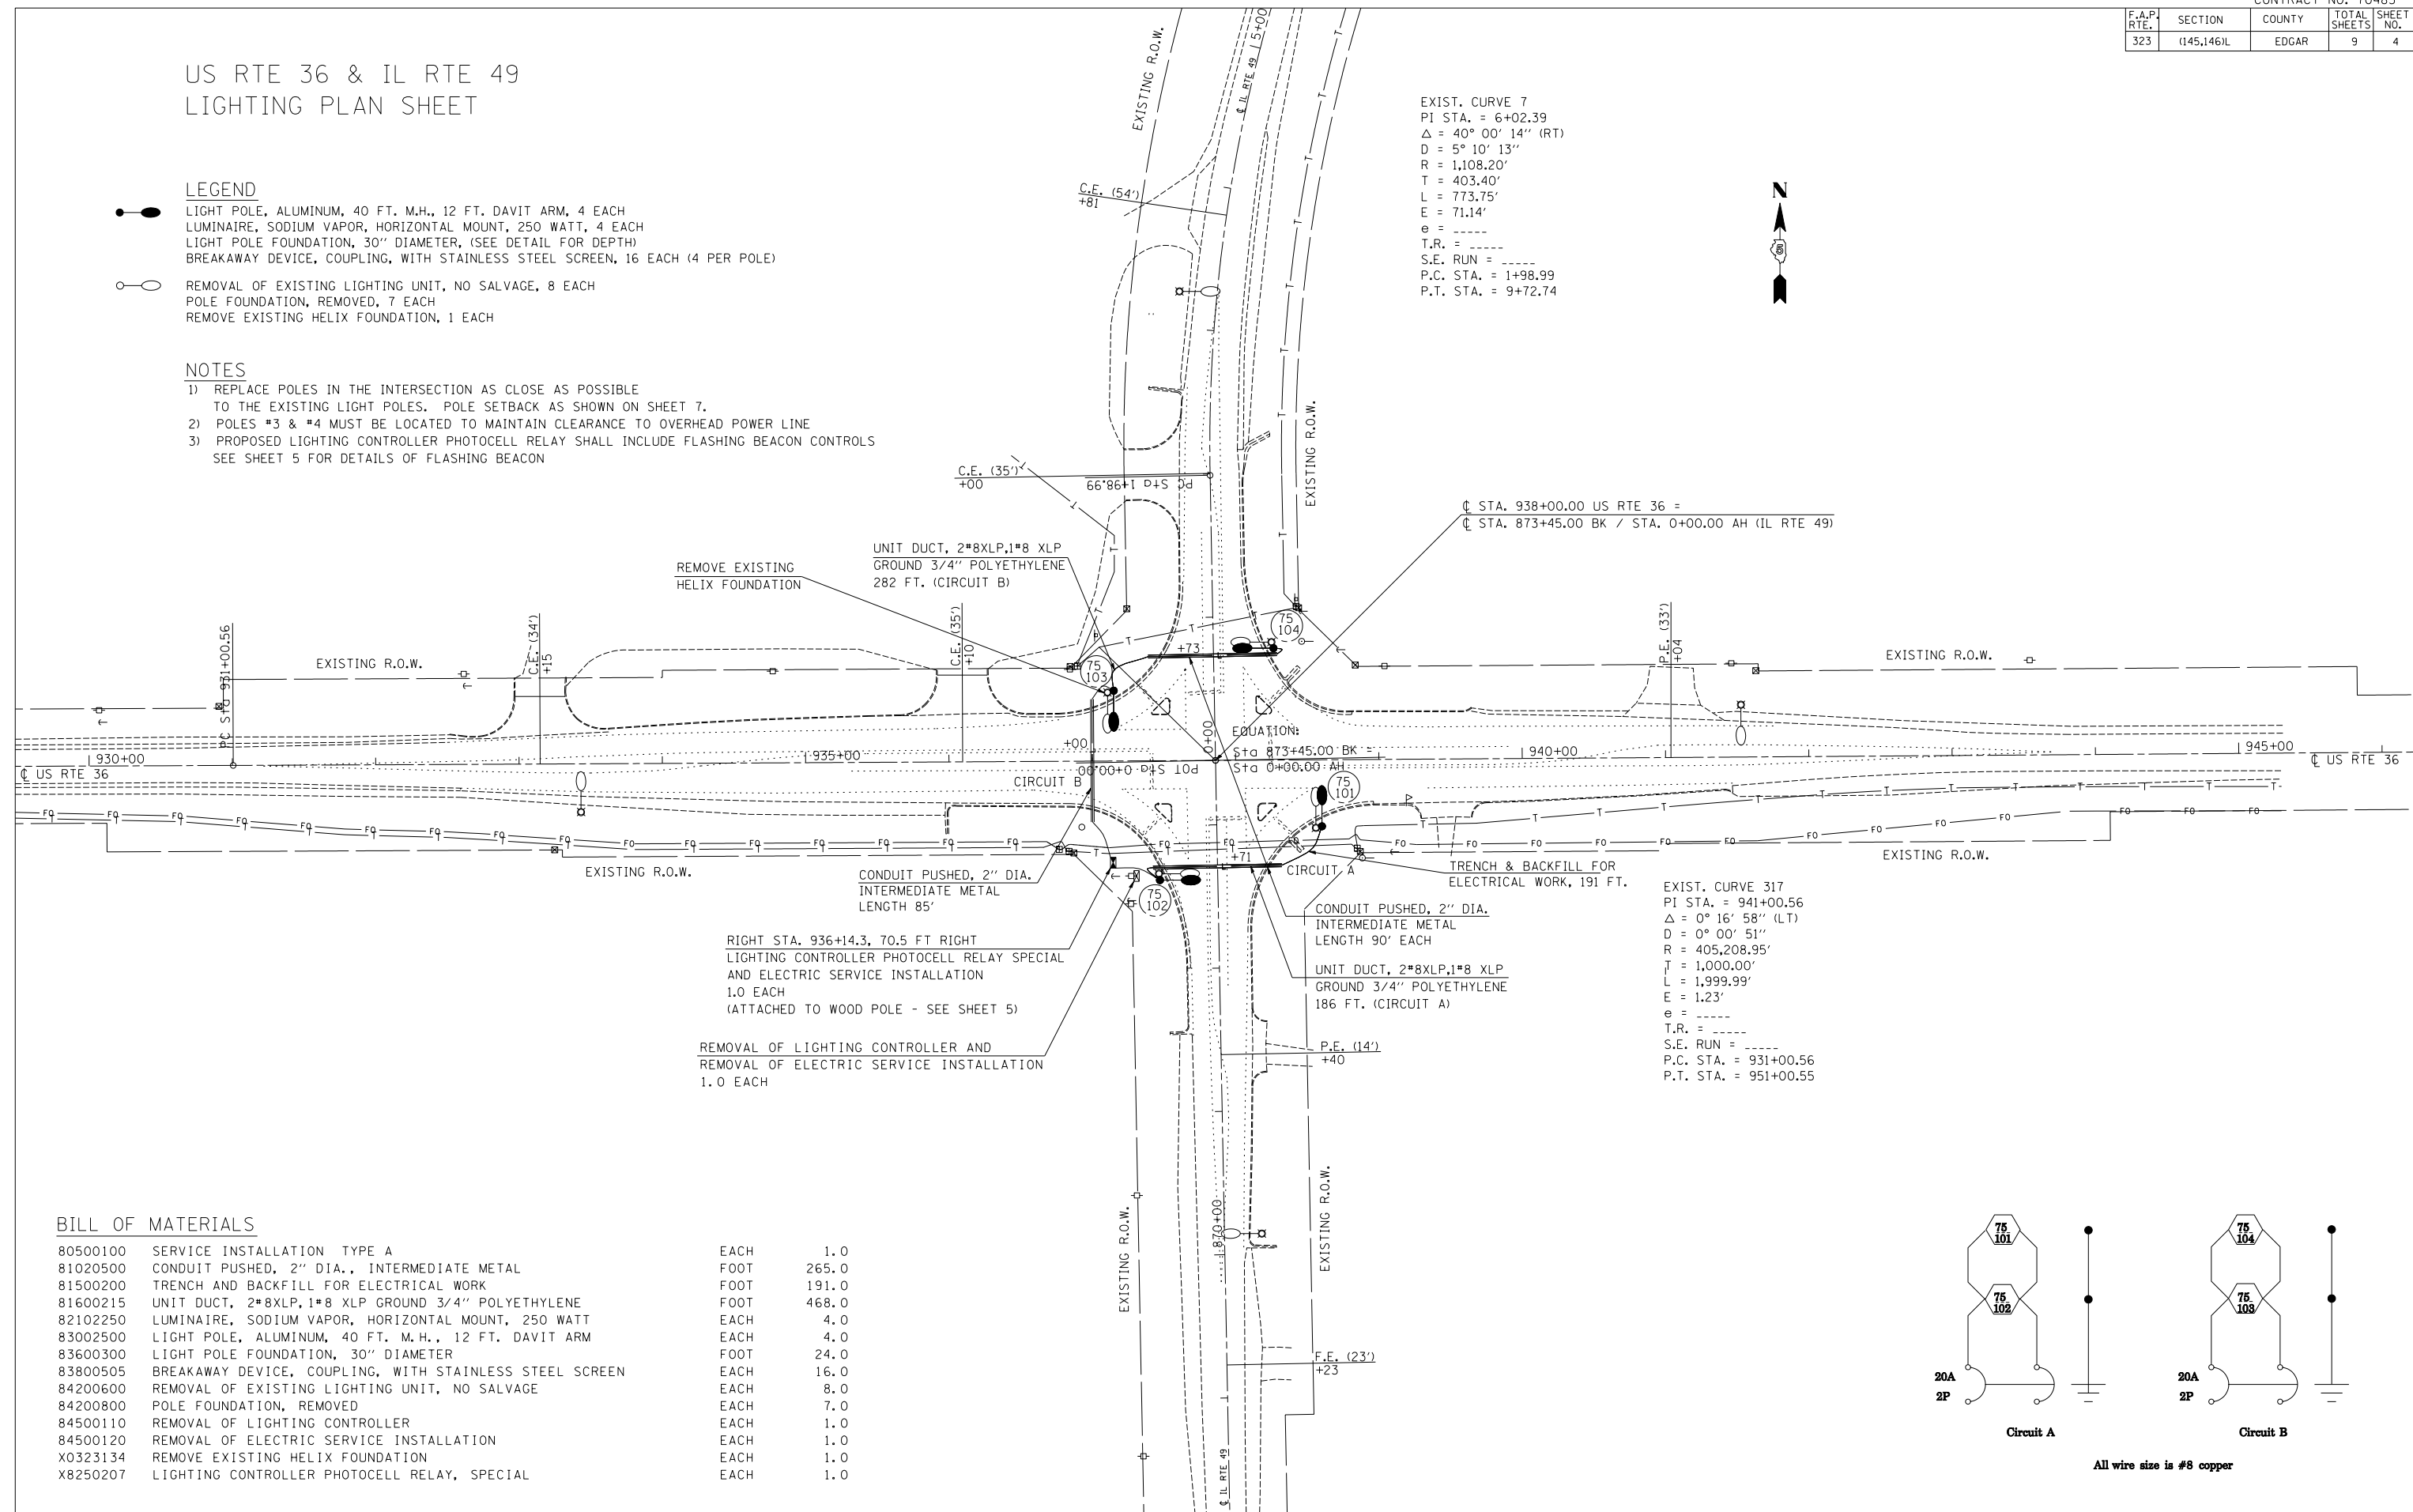 CONTRACT NO. 70485
F.A.P. RTE. SECTION COUNTY TOTAL SHEETS SHEET NO.
323 (145,146)L EDGAR 9 4
US RTE 36 & IL RTE 49
LIGHTING PLAN SHEET
LEGEND
LIGHT POLE, ALUMINUM, 40 FT. M.H., 12 FT. DAVIT ARM, 4 EACH
LUMINAIRE, SODIUM VAPOR, HORIZONTAL MOUNT, 250 WATT, 4 EACH
LIGHT POLE FOUNDATION, 30'' DIAMETER, (SEE DETAIL FOR DEPTH)
BREAKAWAY DEVICE, COUPLING, WITH STAINLESS STEEL SCREEN, 16 EACH (4 PER POLE)
REMOVAL OF EXISTING LIGHTING UNIT, NO SALVAGE, 8 EACH
POLE FOUNDATION, REMOVED, 7 EACH
REMOVE EXISTING HELIX FOUNDATION, 1 EACH
NOTES
1) REPLACE POLES IN THE INTERSECTION AS CLOSE AS POSSIBLE
TO THE EXISTING LIGHT POLES. POLE SETBACK AS SHOWN ON SHEET 7.
2) POLES #3 & #4 MUST BE LOCATED TO MAINTAIN CLEARANCE TO OVERHEAD POWER LINE
3) PROPOSED LIGHTING CONTROLLER PHOTOCELL RELAY SHALL INCLUDE FLASHING BEACON CONTROLS
SEE SHEET 5 FOR DETAILS OF FLASHING BEACON
EXIST. CURVE 7
PI STA. = 6+02.39
Δ = 40° 00' 14'' (RT)
D = 5° 10' 13''
R = 1,108.20'
T = 403.40'
L = 773.75'
E = 71.14'
e = _____
T.R. = _____
S.E. RUN = _____
P.C. STA. = 1+98.99
P.T. STA. = 9+72.74
N
EXISTING R.O.W.
℄ IL RTE 49
5+00
C.E. (54')
+81
EXISTING R.O.W.
C.E. (35')
+00
PC Sta 1+98.99
℄ STA. 938+00.00 US RTE 36 =
℄ STA. 873+45.00 BK / STA. 0+00.00 AH (IL RTE 49)
UNIT DUCT, 2#8XLP,1#8 XLP
GROUND 3/4'' POLYETHYLENE
282 FT. (CIRCUIT B)
REMOVE EXISTING
HELIX FOUNDATION
PC Sta 931+00.56
EXISTING R.O.W.
C.E. (34')
+15
C.E. (35')
+10
75
103
+73
75
104
P.E. (33')
+04
EXISTING R.O.W.
℄ US RTE 36
930+00
935+00
+00
0+00
EQUATION:
Sta 873+45.00 BK =
Sta 0+00.00 AH
POT Sta 0+00.00
940+00
945+00
℄ US RTE 36
CIRCUIT B
75
101
EXISTING R.O.W.
75
102
+71
CIRCUIT A
EXISTING R.O.W.
TRENCH & BACKFILL FOR
ELECTRICAL WORK, 191 FT.
CONDUIT PUSHED, 2'' DIA.
INTERMEDIATE METAL
LENGTH 85'
CONDUIT PUSHED, 2'' DIA.
INTERMEDIATE METAL
LENGTH 90' EACH
UNIT DUCT, 2#8XLP,1#8 XLP
GROUND 3/4'' POLYETHYLENE
186 FT. (CIRCUIT A)
RIGHT STA. 936+14.3, 70.5 FT RIGHT
LIGHTING CONTROLLER PHOTOCELL RELAY SPECIAL
AND ELECTRIC SERVICE INSTALLATION
1.0 EACH
(ATTACHED TO WOOD POLE - SEE SHEET 5)
REMOVAL OF LIGHTING CONTROLLER AND
REMOVAL OF ELECTRIC SERVICE INSTALLATION
1.0 EACH
EXIST. CURVE 317
PI STA. = 941+00.56
Δ = 0° 16' 58'' (LT)
D = 0° 00' 51''
R = 405,208.95'
T = 1,000.00'
L = 1,999.99'
E = 1.23'
e = _____
T.R. = _____
S.E. RUN = _____
P.C. STA. = 931+00.56
P.T. STA. = 951+00.55
P.E. (14')
+40
870+00
EXISTING R.O.W.
EXISTING R.O.W.
F.E. (23')
+23
℄ IL RTE 49
BILL OF MATERIALS
80500100 SERVICE INSTALLATION TYPE A EACH 1.0
81020500 CONDUIT PUSHED, 2'' DIA., INTERMEDIATE METAL FOOT 265.0
81500200 TRENCH AND BACKFILL FOR ELECTRICAL WORK FOOT 191.0
81600215 UNIT DUCT, 2#8XLP,1#8 XLP GROUND 3/4'' POLYETHYLENE FOOT 468.0
82102250 LUMINAIRE, SODIUM VAPOR, HORIZONTAL MOUNT, 250 WATT EACH 4.0
83002500 LIGHT POLE, ALUMINUM, 40 FT. M.H., 12 FT. DAVIT ARM EACH 4.0
83600300 LIGHT POLE FOUNDATION, 30'' DIAMETER FOOT 24.0
83800505 BREAKAWAY DEVICE, COUPLING, WITH STAINLESS STEEL SCREEN EACH 16.0
84200600 REMOVAL OF EXISTING LIGHTING UNIT, NO SALVAGE EACH 8.0
84200800 POLE FOUNDATION, REMOVED EACH 7.0
84500110 REMOVAL OF LIGHTING CONTROLLER EACH 1.0
84500120 REMOVAL OF ELECTRIC SERVICE INSTALLATION EACH 1.0
X0323134 REMOVE EXISTING HELIX FOUNDATION EACH 1.0
X8250207 LIGHTING CONTROLLER PHOTOCELL RELAY, SPECIAL EACH 1.0
75
101
75
102
20A
2P
Circuit A
75
104
75
103
20A
2P
Circuit B
All wire size is #8 copper